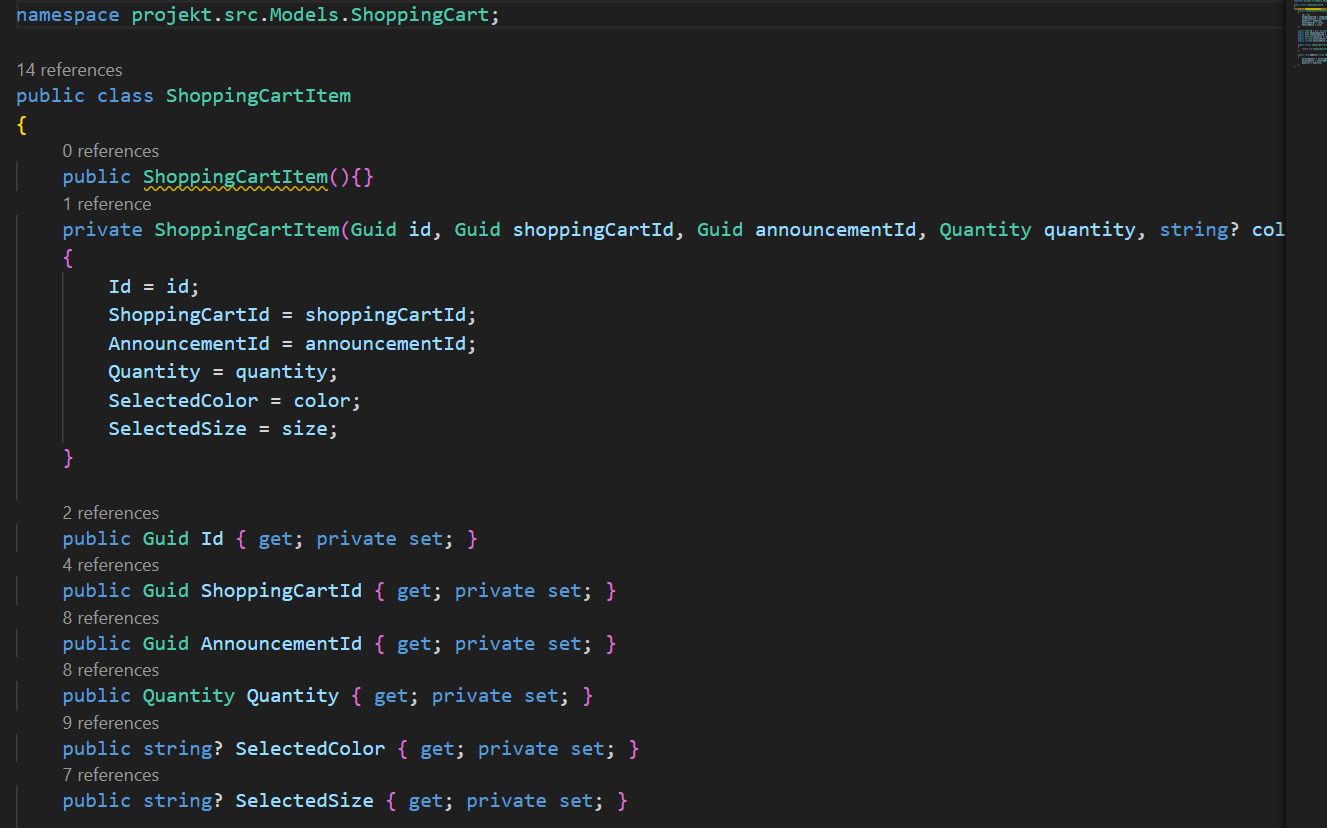 namespace projekt.src.Models.ShoppingCart;
14 references
public class ShoppingCartItem
{
0 references
public ShoppingCartItem(){}
1 reference
private ShoppingCartItem(Guid id, Guid shoppingCartId, Guid announcementId, Quantity quantity, string? col
{
Id = id;
ShoppingCartId = shoppingCartId;
AnnouncementId = announcementId;
Quantity = quantity;
SelectedColor = color;
SelectedSize = size;
}
2 references
public Guid Id { get; private set; }
4 references
public Guid ShoppingCartId { get; private set; }
8 references
public Guid AnnouncementId { get; private set; }
8 references
public Quantity Quantity { get; private set; }
9 references
public string? SelectedColor { get; private set; }
7 references
public string? SelectedSize { get; private set; }